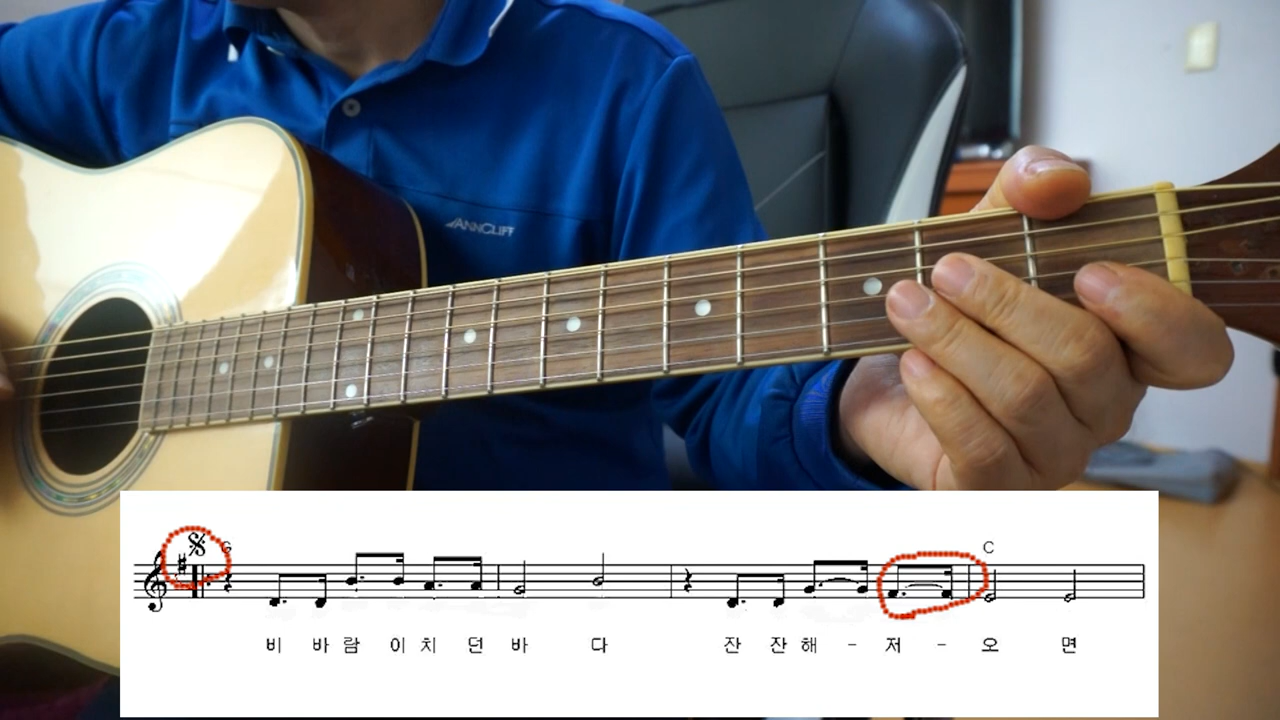 ANNCLIFF
G
C
비 바 람 이 치 던 바 다 잔 잔 해 - 저 - 오 면